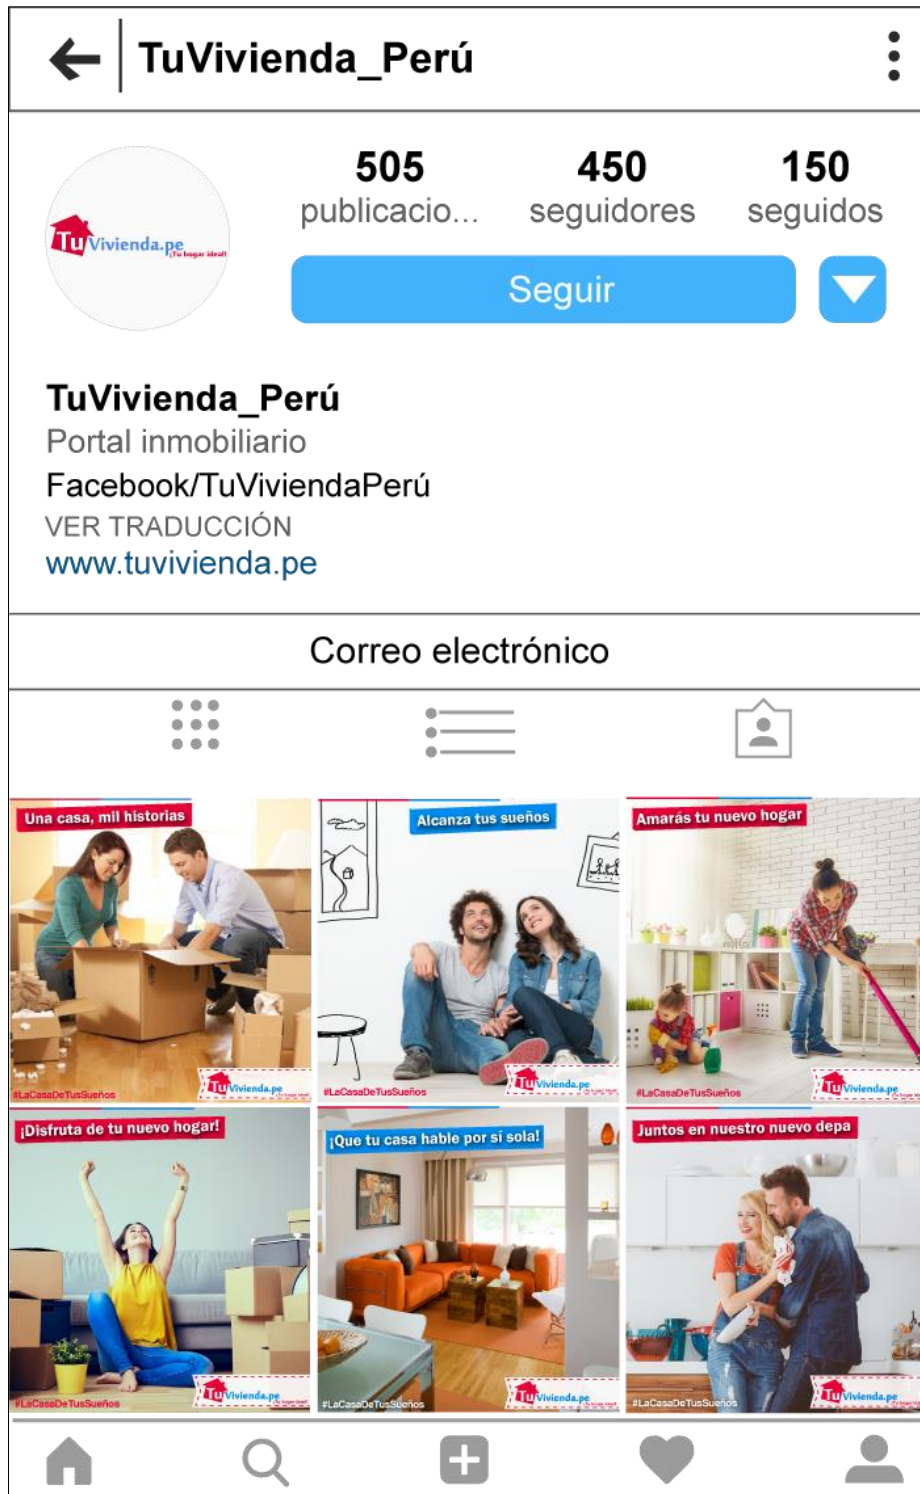 TuVivienda_Perú
505
450
150
publicacio...
seguidores
seguidos
TuVivienda.pe
¡Tu hogar ideal!
Seguir
TuVivienda_Perú
Portal inmobiliario
Facebook/TuViviendaPerú
VER TRADUCCIÓN
www.tuvivienda.pe
Correo electrónico
Una casa, mil historias
#LaCasaDeTusSueños
TuVivienda.pe
Alcanza tus sueños
#LaCasaDeTusSueños
TuVivienda.pe
Amarás tu nuevo hogar
#LaCasaDeTusSueños
TuVivienda.pe
¡Disfruta de tu nuevo hogar!
#LaCasaDeTusSueños
TuVivienda.pe
¡Que tu casa hable por sí sola!
#LaCasaDeTusSueños
TuVivienda.pe
Juntos en nuestro nuevo depa
#LaCasaDeTusSueños
TuVivienda.pe